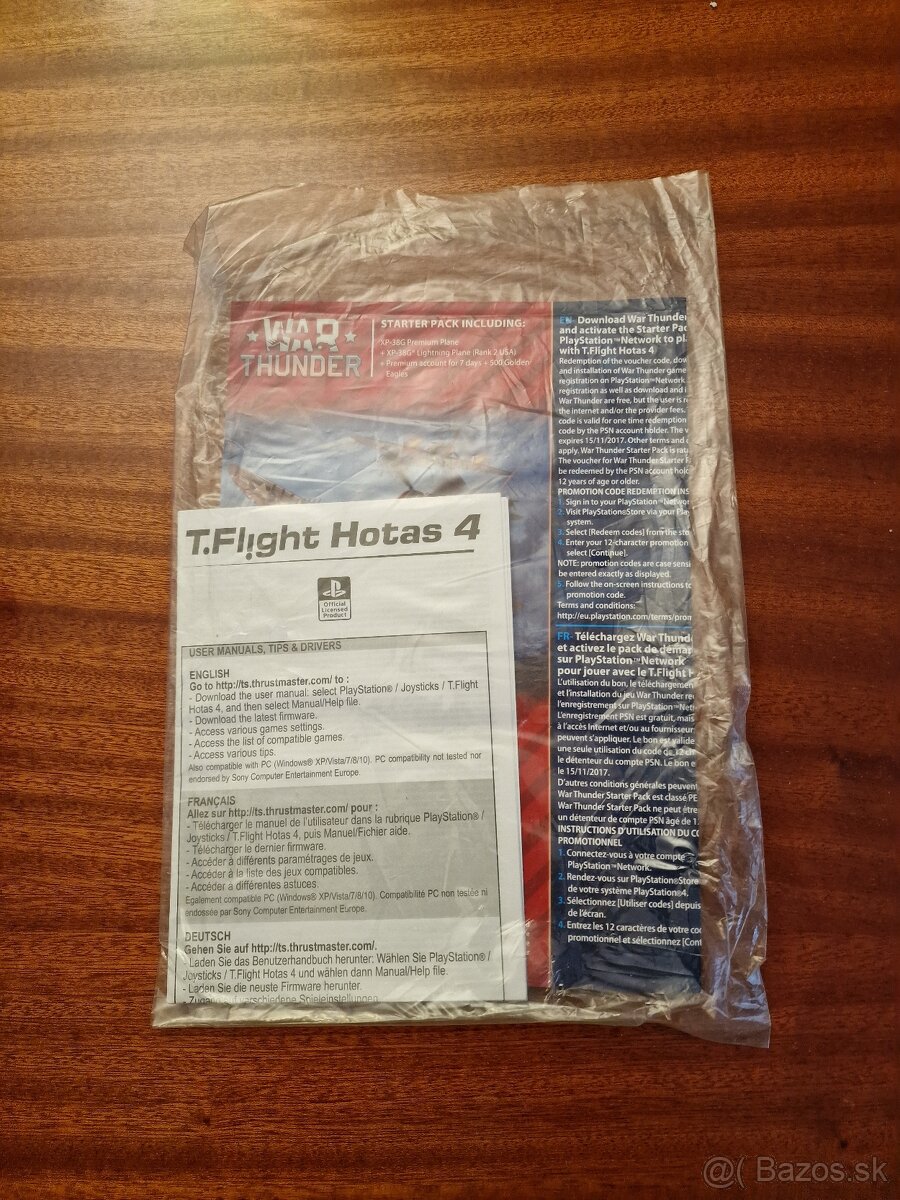 WAR
THUNDER
STARTER PACK INCLUDING:
XP-38G Premium Plane
+ XP-38G* Lightning Plane (Rank 2 USA)
+ Premium account for 7 days + 500 Golden
Eagles
EN- Download War Thunder
and activate the Starter Pac
PlayStation™Network to pl
with T.Flight Hotas 4
Redemption of the voucher code, dow
and installation of War Thunder game
registration on PlayStation™Network
registration as well as download and i
War Thunder are free, but the user is r
the internet and/or the provider fees.
code is valid for one time redemption
code by the PSN account holder. The v
expires 15/11/2017. Other terms and c
apply. War Thunder Starter Pack is rat
The voucher for War Thunder Starter
be redeemed by the PSN account hold
12 years of age or older.
PROMOTION CODE REDEMPTION INS
1. Sign in to your PlayStation™Networ
2. Visit PlayStation®Store via your Play
system.
3. Select [Redeem codes] from the sto
4. Enter your 12-character promotion
select [Continue].
NOTE: promotion codes are case sensi
be entered exactly as displayed.
5. Follow the on-screen instructions to
promotion code.
Terms and conditions:
http://eu.playstation.com/terms/pron
FR- Téléchargez War Thund
et activez le pack de démar
sur PlayStation™Network
pour jouer avec le T.Flight H
L'utilisation du bon, le téléchargemen
et l'installation du jeu War Thunder req
l'enregistrement sur PlayStation™Net
L'enregistrement PSN est gratuit, mais
à l'accès Internet et/ou au fournisseur
peuvent s'appliquer. Le bon est valide
une seule utilisation du code de 12 ch
le détenteur du compte PSN. Le bon e
le 15/11/2017.
D'autres conditions générales peuvent
War Thunder Starter Pack est classé PE
War Thunder Starter Pack ne peut être
un détenteur de compte PSN âgé de 1
INSTRUCTIONS D'UTILISATION DU CO
PROMOTIONNEL
1. Connectez-vous à votre compte
PlayStation™Network.
2. Rendez-vous sur PlayStation®Store
de votre système PlayStation®4.
3. Sélectionnez [Utiliser codes] depuis
de l'écran.
4. Entrez les 12 caractères de votre cod
promotionnel et sélectionnez [Cont
T.Flight Hotas 4
Official
Licensed
Product
USER MANUALS, TIPS & DRIVERS
ENGLISH
Go to http://ts.thrustmaster.com/ to :
- Download the user manual: select PlayStation® / Joysticks / T.Flight
Hotas 4, and then select Manual/Help file.
- Download the latest firmware.
- Access various games settings.
- Access the list of compatible games.
- Access various tips.
Also compatible with PC (Windows® XP/Vista/7/8/10). PC compatibility not tested nor
endorsed by Sony Computer Entertainment Europe.
FRANÇAIS
Allez sur http://ts.thrustmaster.com/ pour :
- Télécharger le manuel de l'utilisateur dans la rubrique PlayStation® /
Joysticks / T.Flight Hotas 4, puis Manuel/Fichier aide.
- Télécharger le dernier firmware.
- Accéder à différents paramétrages de jeux.
- Accéder à la liste des jeux compatibles.
- Accéder à différentes astuces.
Egalement compatible PC (Windows® XP/Vista/7/8/10). Compatibilité PC non testée ni
endossée par Sony Computer Entertainment Europe.
DEUTSCH
Gehen Sie auf http://ts.thrustmaster.com/.
- Laden Sie das Benutzerhandbuch herunter: Wählen Sie PlayStation® /
Joysticks / T.Flight Hotas 4 und wählen dann Manual/Help file.
- Laden Sie die neuste Firmware herunter.
- Zugang auf verschiedene Spieleinstellungen
@( Bazos.sk